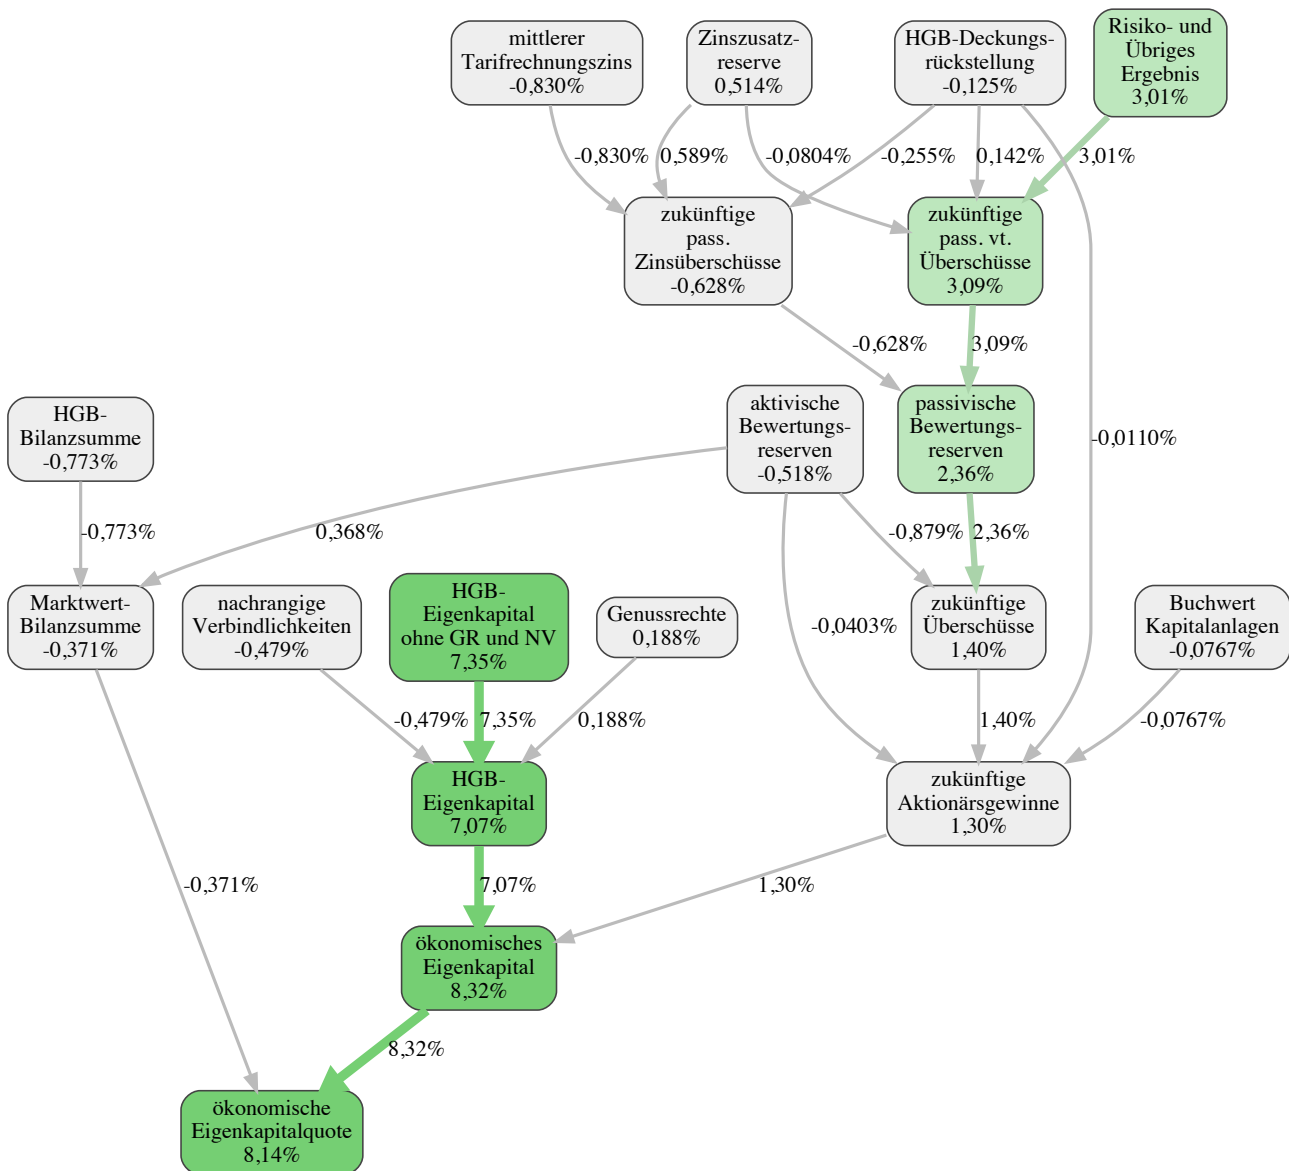 mittlerer
Tarifrechnungszins
-0,830%
Zinszusatz-
reserve
0,514%
HGB-Deckungs-
rückstellung
-0,125%
Risiko- und
Übriges
Ergebnis
3,01%
-0,830%
0,589%
-0,0804%
-0,255%
0,142%
3,01%
zukünftige
pass.
Zinsüberschüsse
-0,628%
zukünftige
pass. vt.
Überschüsse
3,09%
-0,628%
3,09%
HGB-
Bilanzsumme
-0,773%
aktivische
Bewertungs-
reserven
-0,518%
passivische
Bewertungs-
reserven
2,36%
-0,0110%
-0,773%
0,368%
-0,879%
2,36%
Marktwert-
Bilanzsumme
-0,371%
nachrangige
Verbindlichkeiten
-0,479%
HGB-
Eigenkapital
ohne GR und NV
7,35%
Genussrechte
0,188%
-0,0403%
zukünftige
Überschüsse
1,40%
Buchwert
Kapitalanlagen
-0,0767%
-0,479%
7,35%
0,188%
1,40%
-0,0767%
HGB-
Eigenkapital
7,07%
zukünftige
Aktionärsgewinne
1,30%
-0,371%
7,07%
1,30%
ökonomisches
Eigenkapital
8,32%
8,32%
ökonomische
Eigenkapitalquote
8,14%